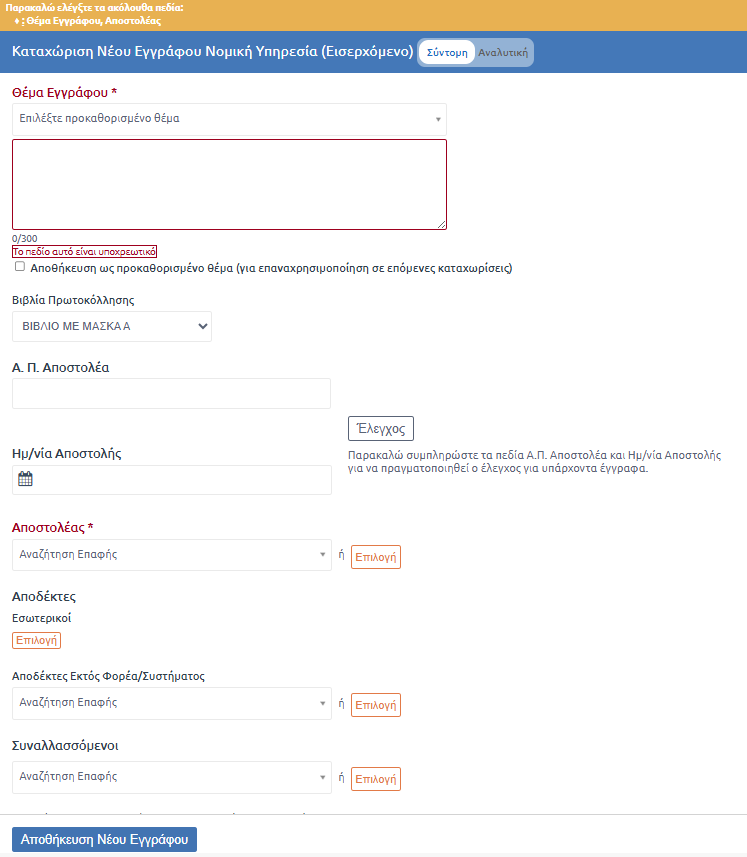 Παρακαλώ ελέγξτε τα ακόλουθα πεδία:
♦ : Θέμα Εγγράφου, Αποστολέας
Καταχώριση Νέου Εγγράφου Νομική Υπηρεσία (Εισερχόμενο) Σύντομη Αναλυτική
Θέμα Εγγράφου *
Επιλέξτε προκαθορισμένο θέμα
0/300
Το πεδίο αυτό είναι υποχρεωτικό
Αποθήκευση ως προκαθορισμένο θέμα (για επαναχρησιμοποίηση σε επόμενες καταχωρίσεις)
Βιβλία Πρωτοκόλλησης
ΒΙΒΛΙΟ ΜΕ ΜΑΣΚΑ Α
Α. Π. Αποστολέα
Έλεγχος
Ημ/νία Αποστολής
Παρακαλώ συμπληρώστε τα πεδία Α.Π. Αποστολέα και Ημ/νία Αποστολής
για να πραγματοποιηθεί ο έλεγχος για υπάρχοντα έγγραφα.
Αποστολέας *
Αναζήτηση Επαφής ή Επιλογή
Αποδέκτες
Εσωτερικοί
Επιλογή
Αποδέκτες Εκτός Φορέα/Συστήματος
Αναζήτηση Επαφής ή Επιλογή
Συναλλασσόμενοι
Αναζήτηση Επαφής ή Επιλογή
Αποθήκευση Νέου Εγγράφου